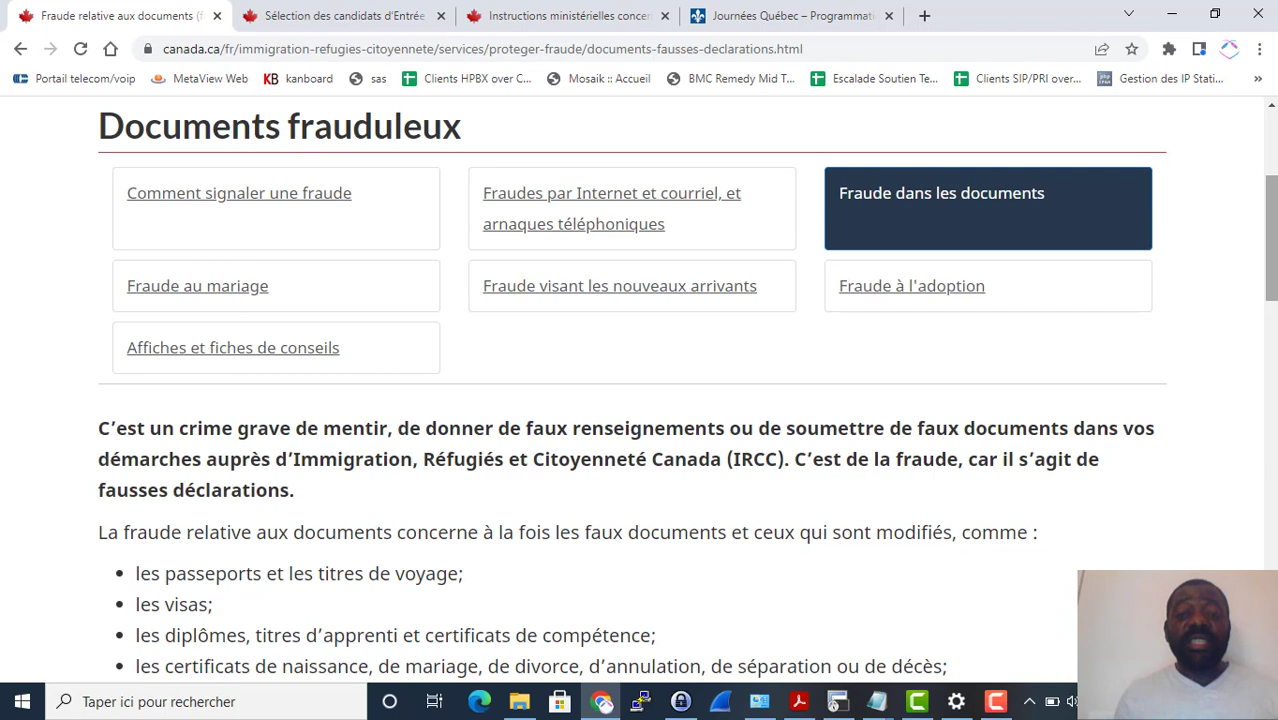 Fraude relative aux documents (f
Sélection des candidats d'Entrée
Instructions ministérielles concer
Journées Québec – Programmati
canada.ca/fr/immigration-refugies-citoyennete/services/proteger-fraude/documents-fausses-declarations.html
Portail telecom/voip
MetaView Web
KB kanboard
sas
Clients HPBX over C...
Mosaik :: Accueil
BMC Remedy Mid T...
Escalade Soutien Te...
Clients SIP/PRI over...
Gestion des IP Stati...
»
Documents frauduleux
Comment signaler une fraude
Fraudes par Internet et courriel, et
arnaques téléphoniques
Fraude dans les documents
Fraude au mariage
Fraude visant les nouveaux arrivants
Fraude à l'adoption
Affiches et fiches de conseils
C'est un crime grave de mentir, de donner de faux renseignements ou de soumettre de faux documents dans vos
démarches auprès d'Immigration, Réfugiés et Citoyenneté Canada (IRCC). C'est de la fraude, car il s'agit de
fausses déclarations.
La fraude relative aux documents concerne à la fois les faux documents et ceux qui sont modifiés, comme :
• les passeports et les titres de voyage;
• les visas;
• les diplômes, titres d'apprenti et certificats de compétence;
• les certificats de naissance, de mariage, de divorce, d'annulation, de séparation ou de décès;
Taper ici pour rechercher